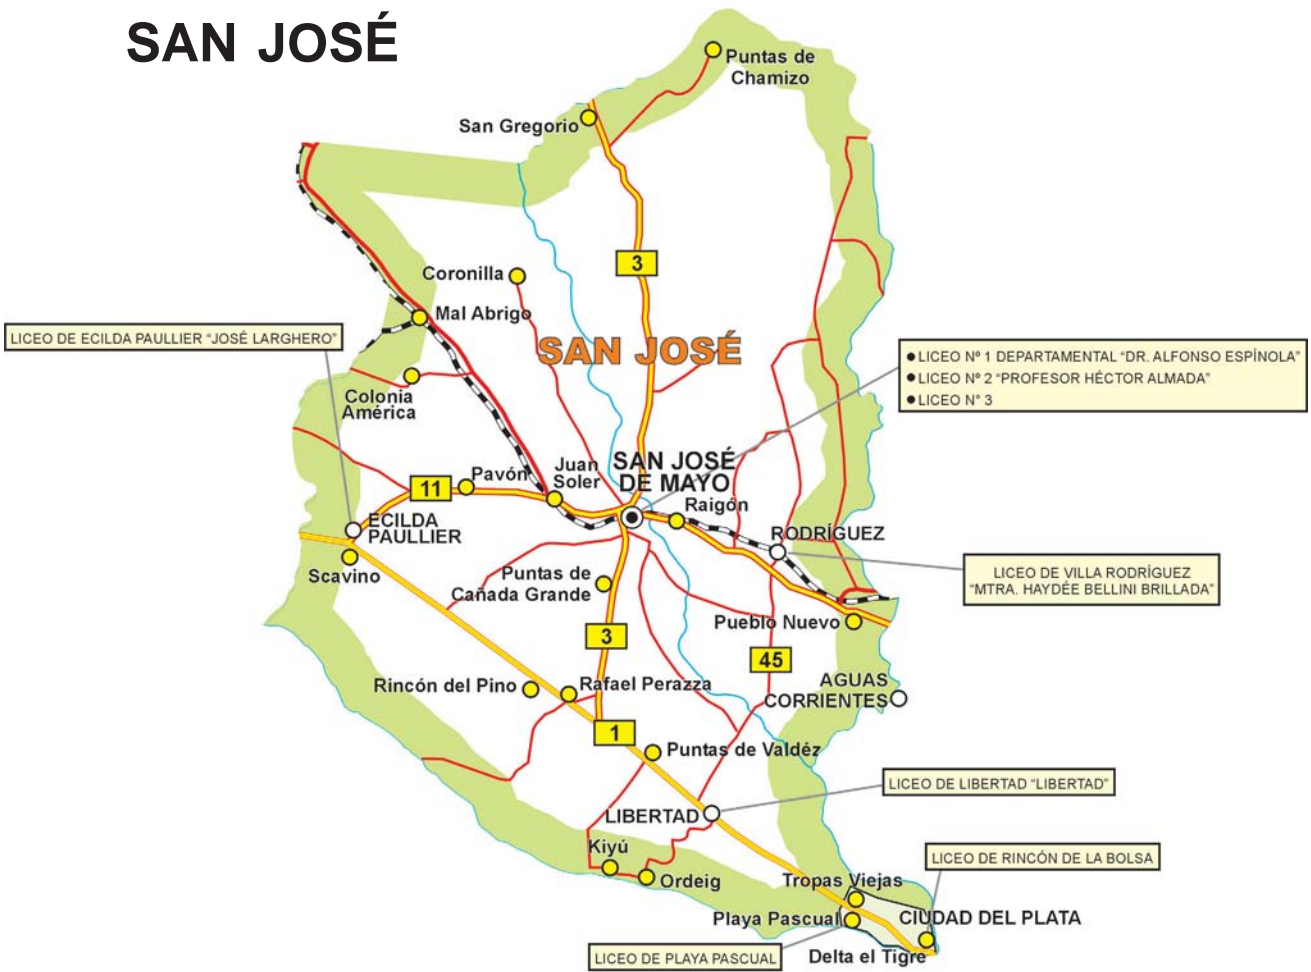 SAN JOSÉ
Puntas de
Chamizo
San Gregorio
3
Coronilla
Mal Abrigo
LICEO DE ECILDA PAULLIER “JOSÉ LARGHERO”
SAN JOSÉ
● LICEO Nº 1 DEPARTAMENTAL “DR. ALFONSO ESPÍNOLA”
● LICEO Nº 2 “PROFESOR HÉCTOR ALMADA”
● LICEO N° 3
Colonia
América
Juan
Soler
Pavón
11
SAN JOSÉ
DE MAYO
Raigón
ECILDA
PAULLIER
RODRÍGUEZ
Scavino
Puntas de
Cañada Grande
LICEO DE VILLA RODRÍGUEZ
“MTRA. HAYDÉE BELLINI BRILLADA”
Pueblo Nuevo
3
45
Rincón del Pino
Rafael Perazza
AGUAS
CORRIENTES
1
Puntas de Valdéz
LICEO DE LIBERTAD “LIBERTAD”
LIBERTAD
Kiyú
Ordeig
LICEO DE RINCÓN DE LA BOLSA
Tropas Viejas
Playa Pascual
CIUDAD DEL PLATA
Delta el Tigre
LICEO DE PLAYA PASCUAL